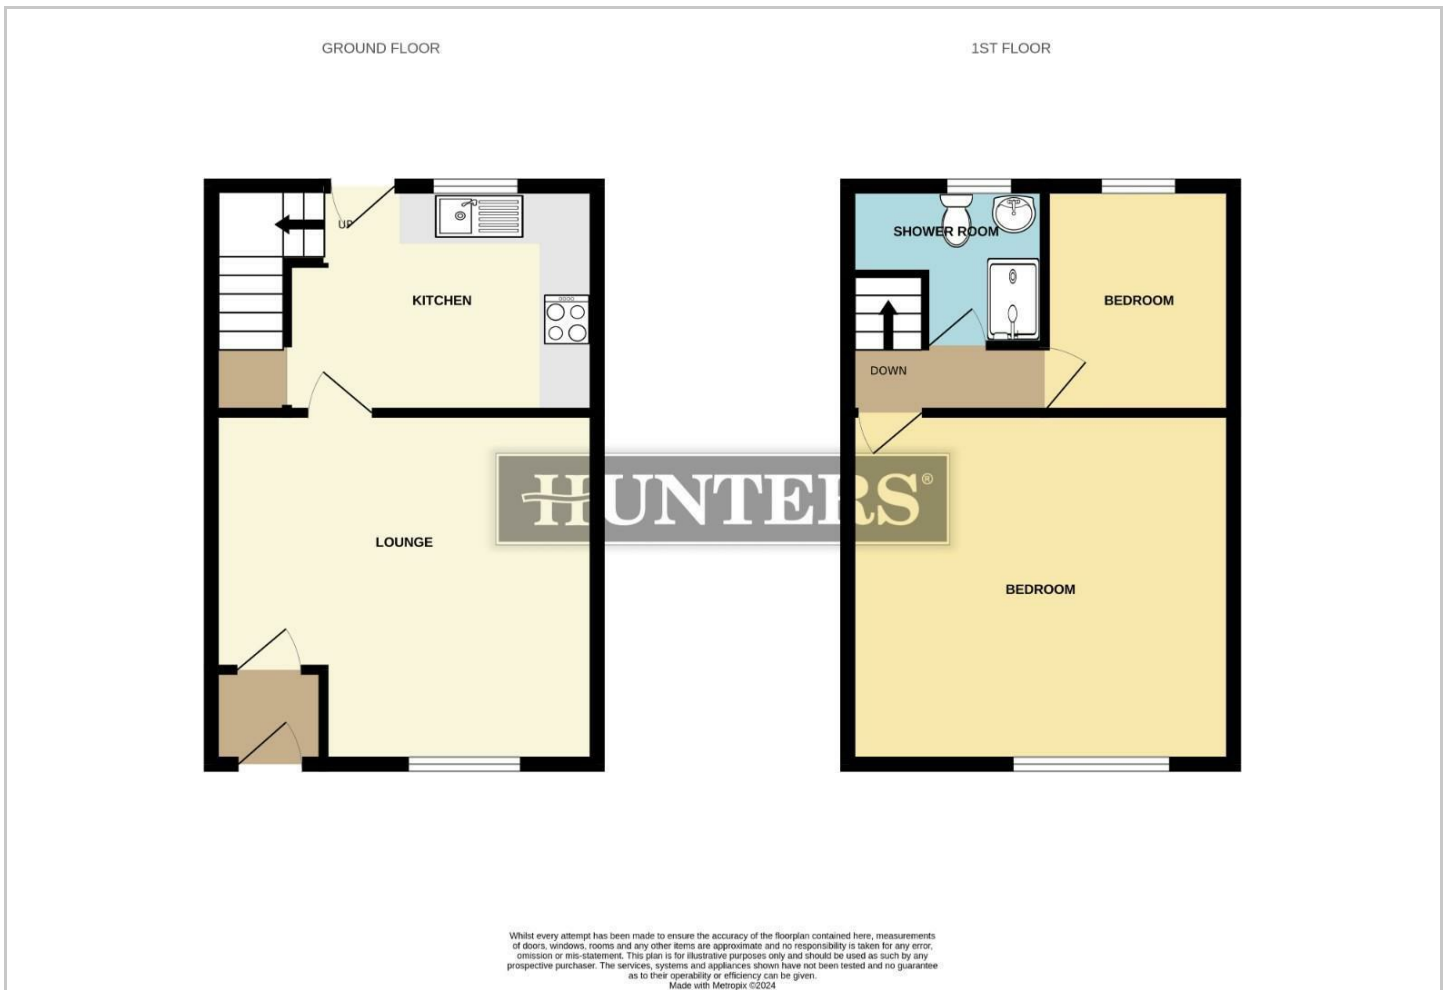 GROUND FLOOR
1ST FLOOR
UP
KITCHEN
LOUNGE
SHOWER ROOM
BEDROOM
DOWN
BEDROOM
HUNTERS®
Whilst every attempt has been made to ensure the accuracy of the floorplan contained here, measurements
of doors, windows, rooms and any other items are approximate and no responsibility is taken for any error,
omission or mis-statement. This plan is for illustrative purposes only and should be used as such by any
prospective purchaser. The services, systems and appliances shown have not been tested and no guarantee
as to their operability or efficiency can be given.
Made with Metropix ©2024